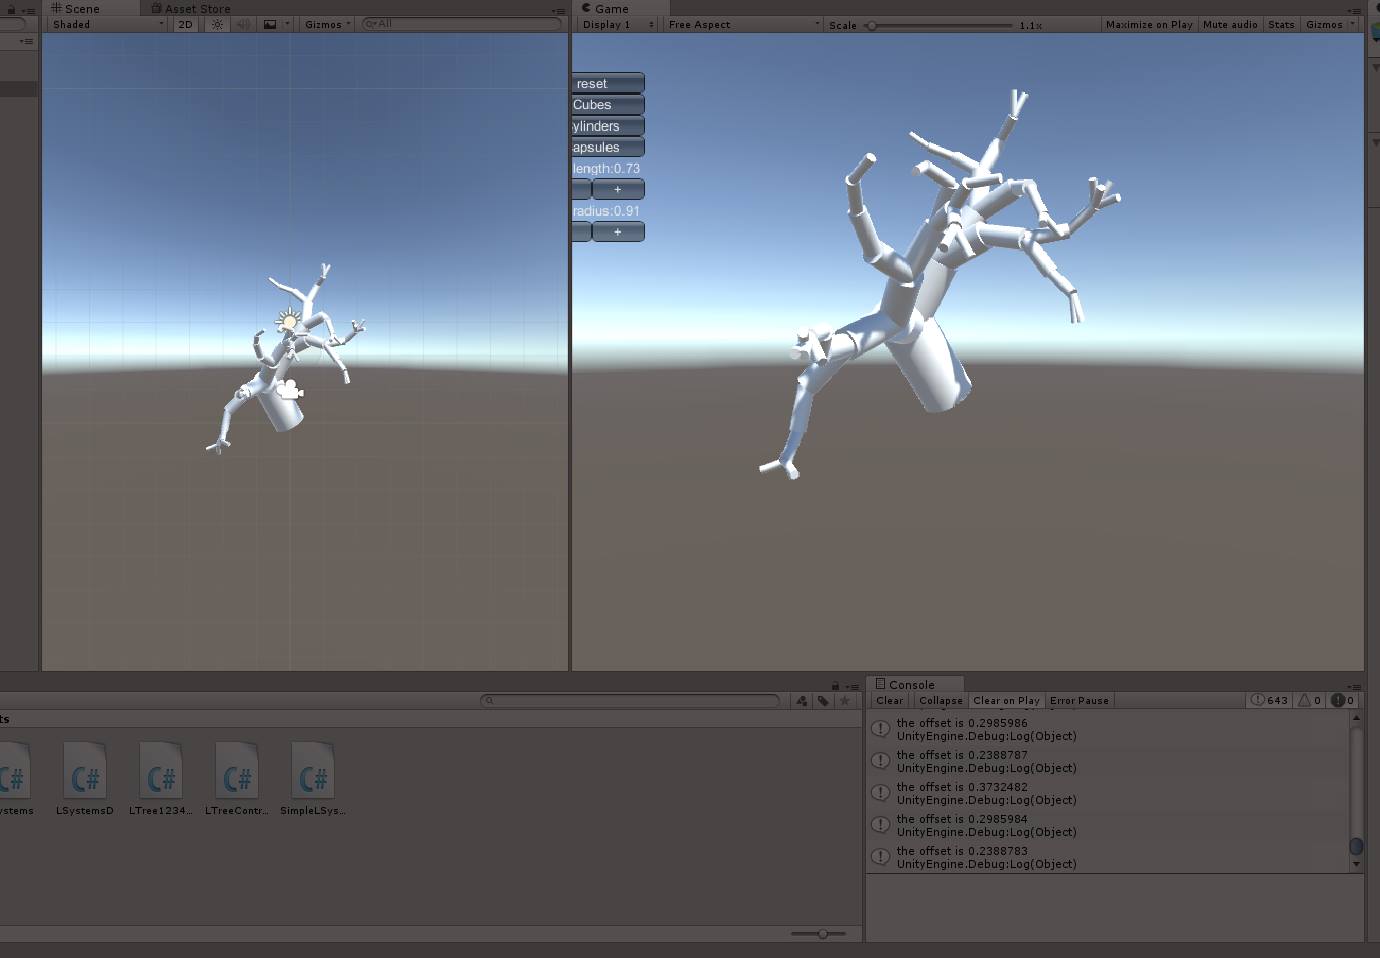 Scene
Asset Store
Shaded
2D
Gizmos
All
Game
Display 1
Free Aspect
Scale
1.1x
Maximize on Play
Mute audio
Stats
Gizmos
reset
Cubes
ylinders
apsules
length:0.73
+
radius:0.91
+
ts
C#
C#
C#
C#
C#
ystems
LSystemsD
LTree1234...
LTreeContr...
SimpleLSys...
Console
Clear
Collapse
Clear on Play
Error Pause
643
0
0
the offset is 0.2985986
UnityEngine.Debug:Log(Object)
the offset is 0.2388787
UnityEngine.Debug:Log(Object)
the offset is 0.3732482
UnityEngine.Debug:Log(Object)
the offset is 0.2985984
UnityEngine.Debug:Log(Object)
the offset is 0.2388783
UnityEngine.Debug:Log(Object)